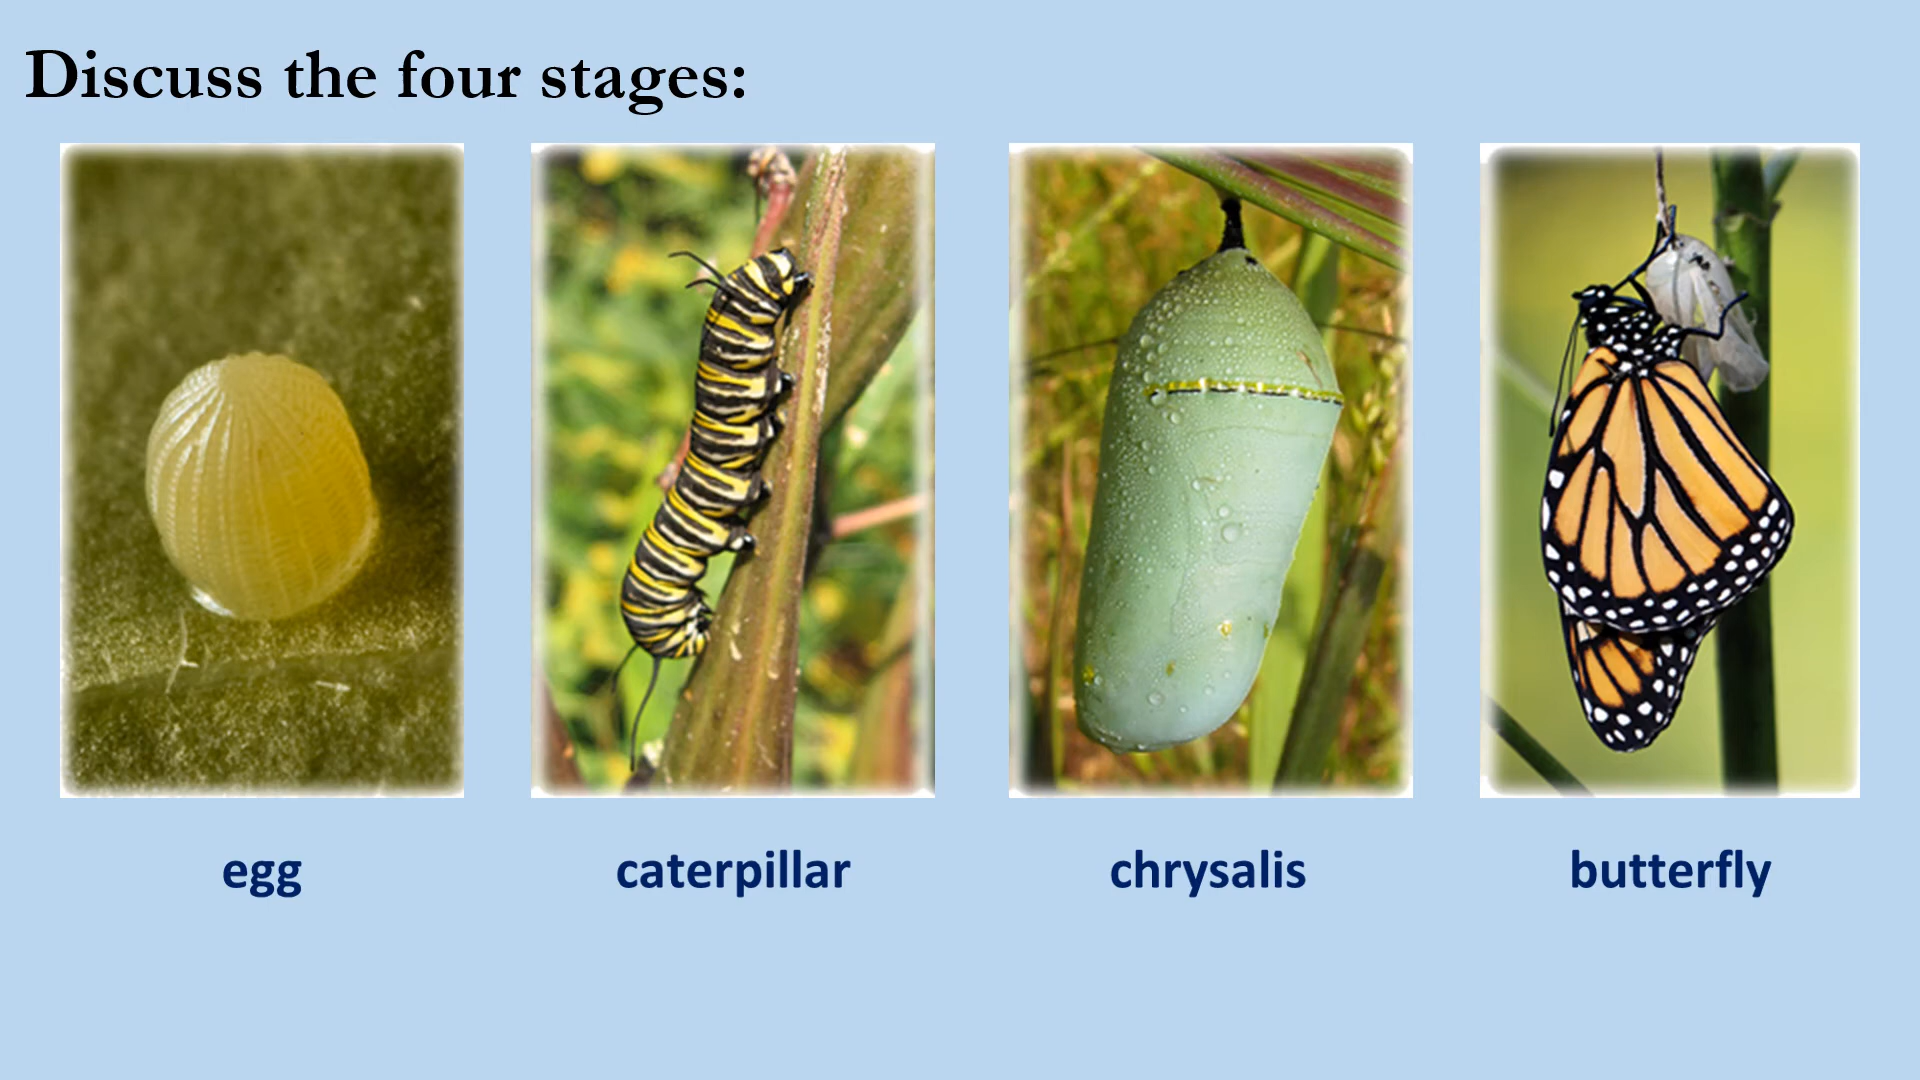 Discuss the four stages:
egg
caterpillar
chrysalis
butterfly